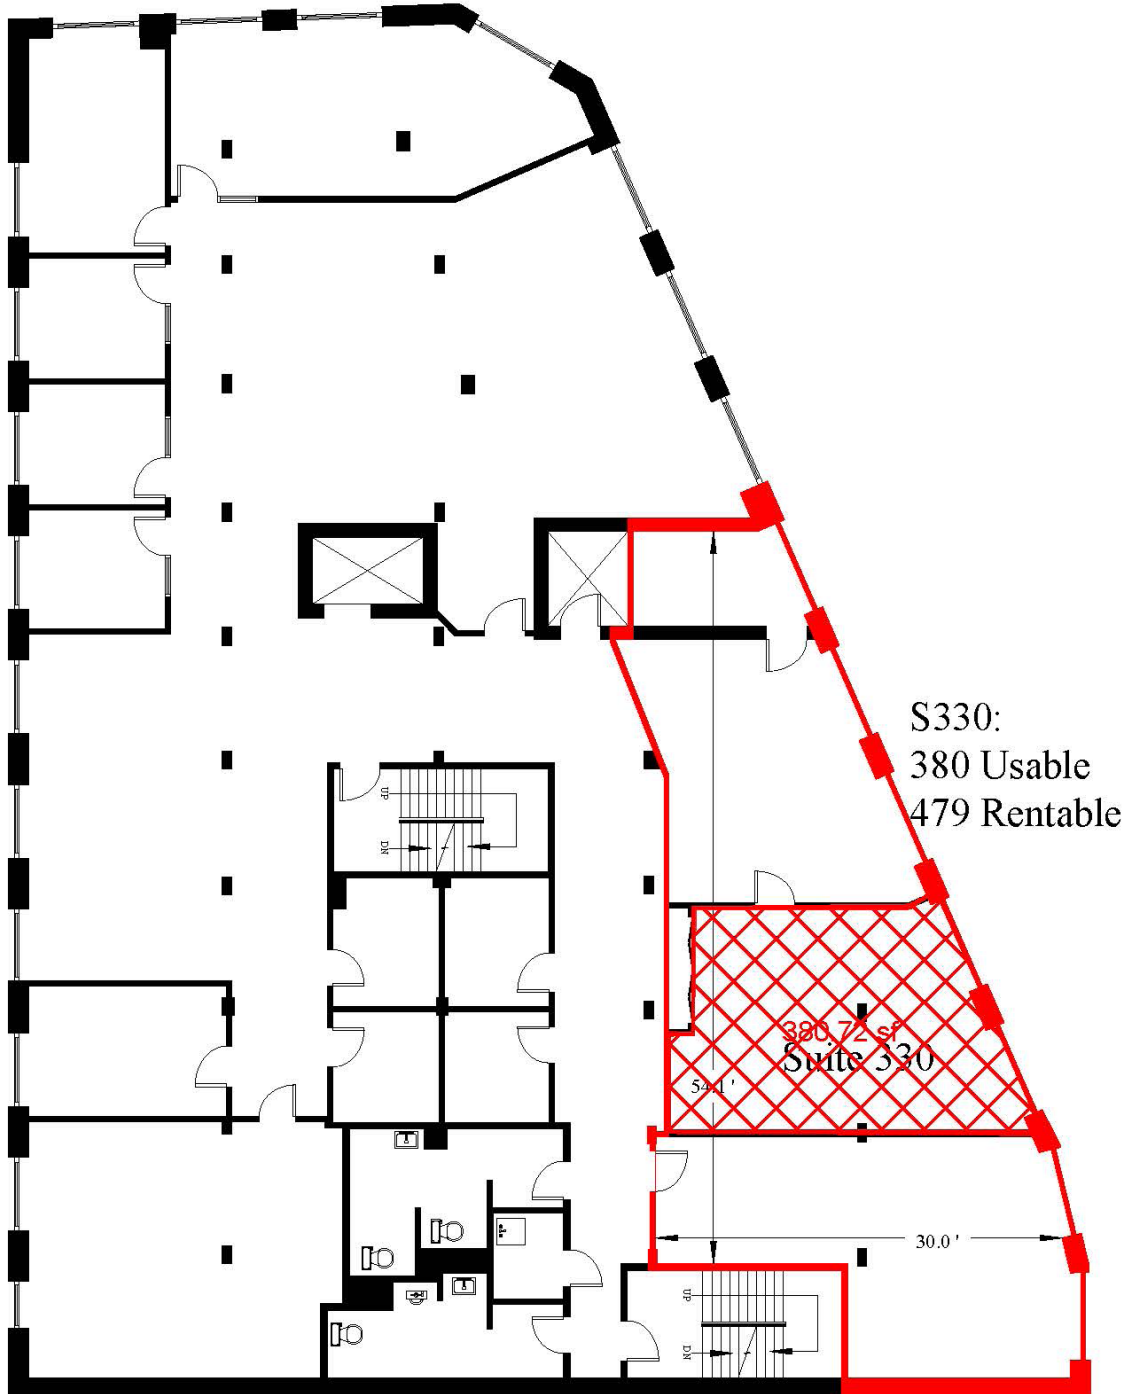 S330:
380 Usable
479 Rentable
UP
DN
380.72 sf
Suite 330
54.1 '
30.0 '
UP
DN